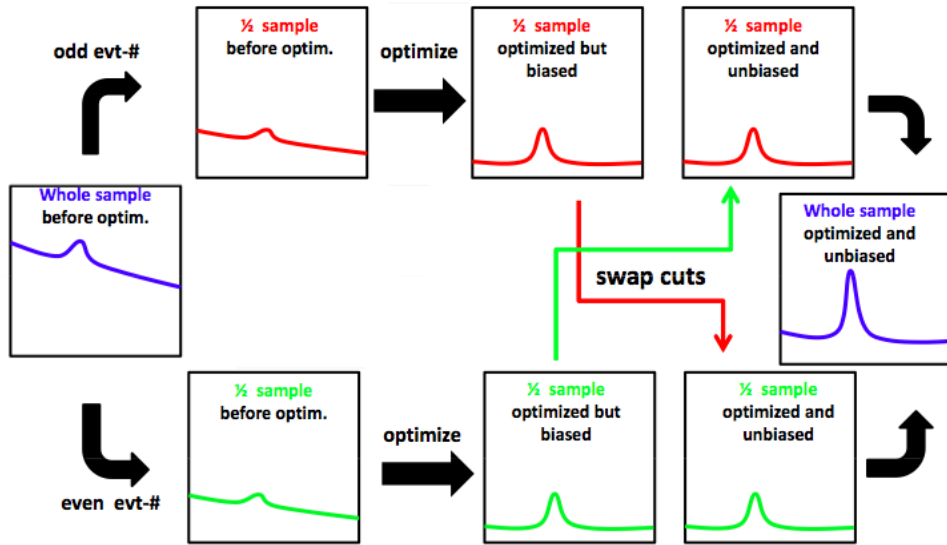 odd evt-#
½ sample
before optim.
optimize
½ sample
optimized but
biased
½ sample
optimized and
unbiased
Whole sample
before optim.
swap cuts
Whole sample
optimized and
unbiased
even evt-#
½ sample
before optim.
optimize
½ sample
optimized but
biased
½ sample
optimized and
unbiased